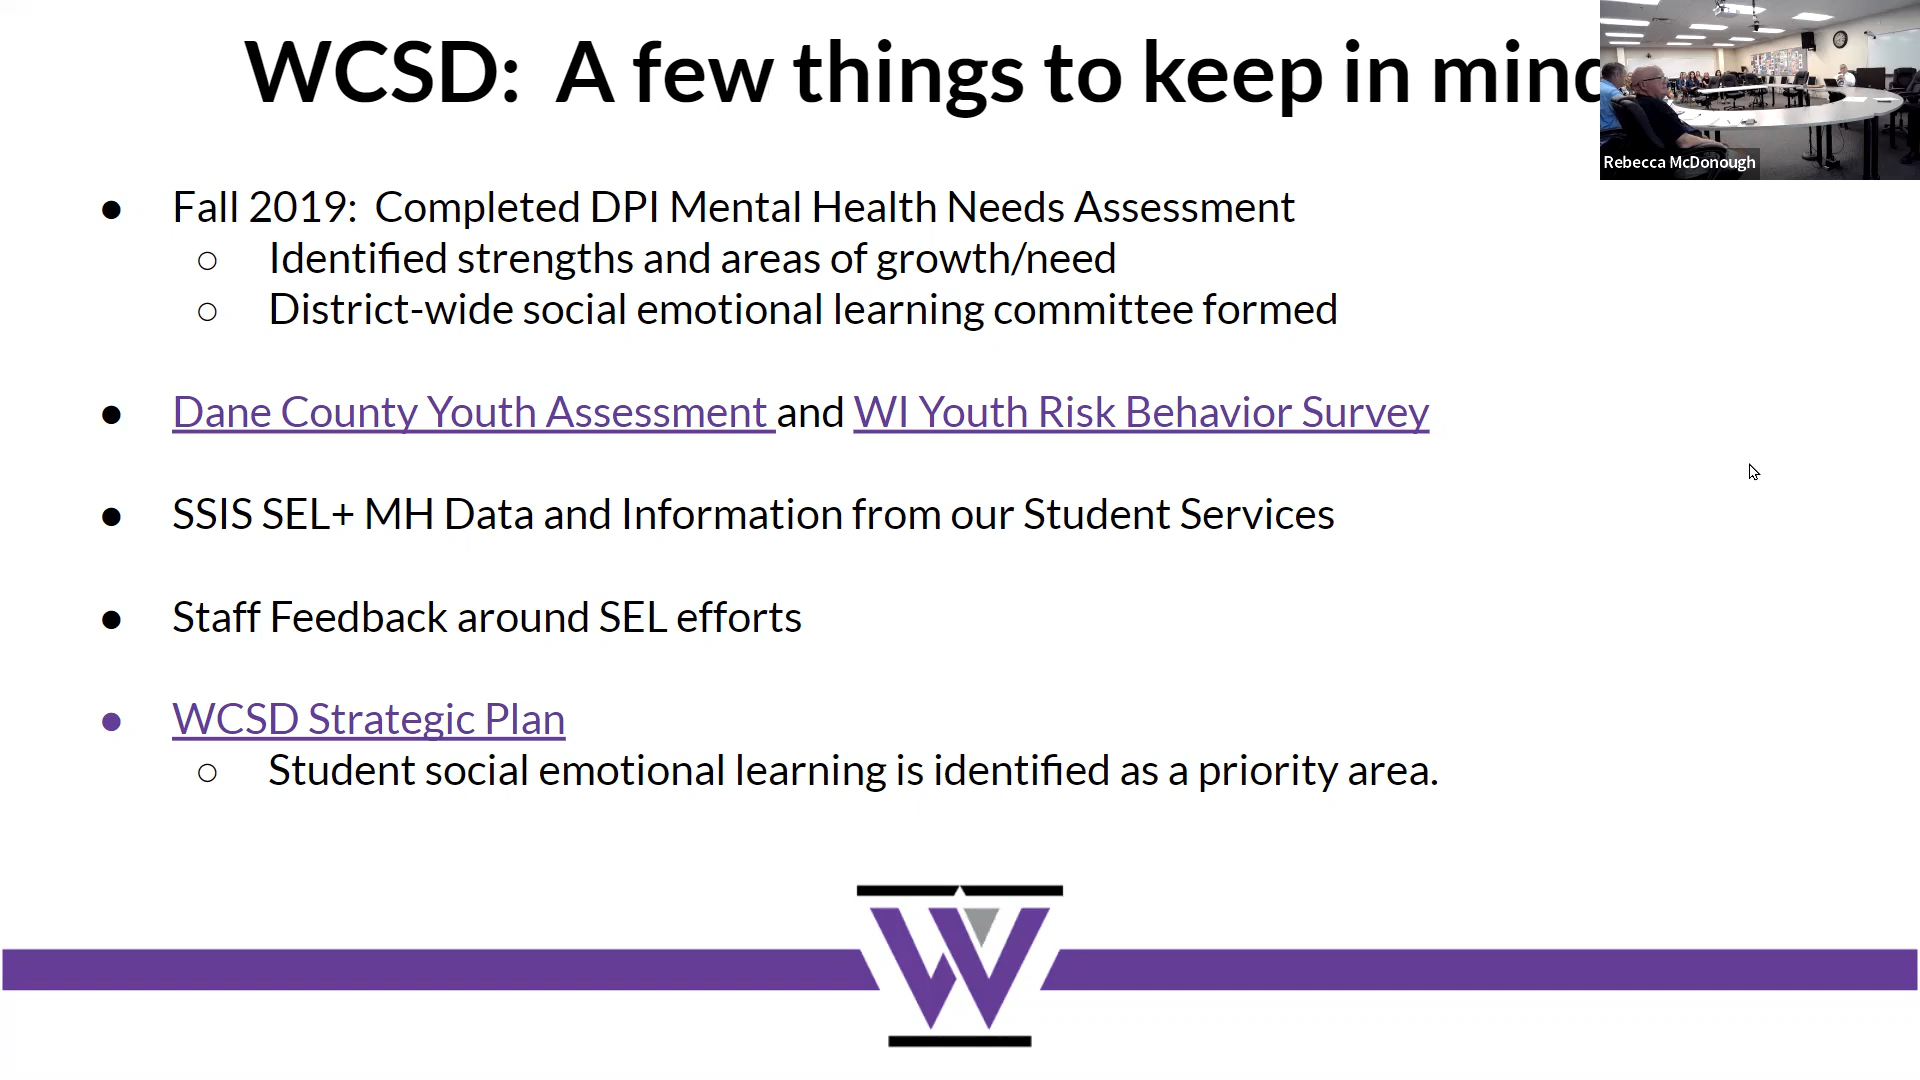 WCSD: A few things to keep in mind
Rebecca McDonough
● Fall 2019: Completed DPI Mental Health Needs Assessment
○ Identified strengths and areas of growth/need
○ District-wide social emotional learning committee formed
● Dane County Youth Assessment and WI Youth Risk Behavior Survey
● SSIS SEL+ MH Data and Information from our Student Services
● Staff Feedback around SEL efforts
● WCSD Strategic Plan
○ Student social emotional learning is identified as a priority area.
W